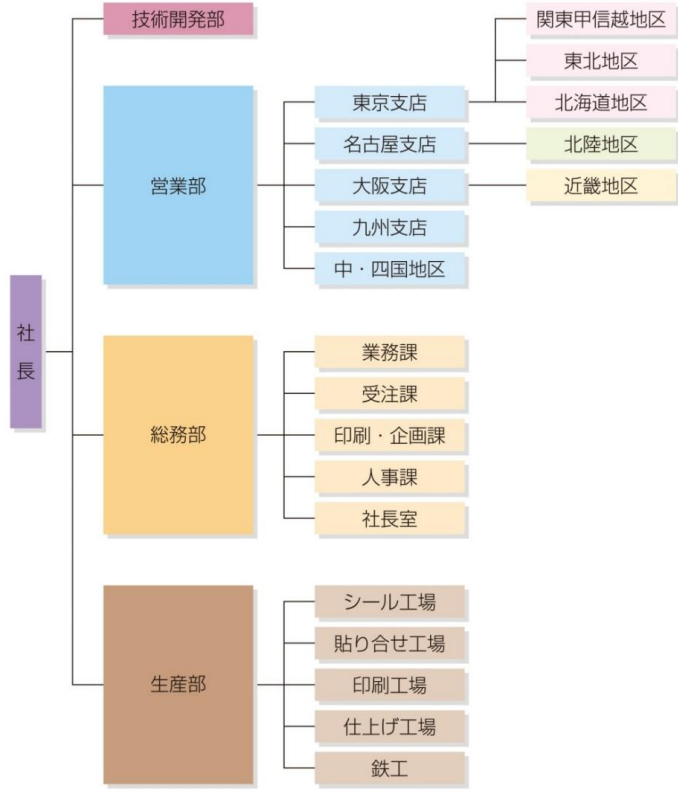 社長
技術開発部
営業部
東京支店
関東甲信越地区
東北地区
北海道地区
名古屋支店
北陸地区
大阪支店
近畿地区
九州支店
中・四国地区
総務部
業務課
受注課
印刷・企画課
人事課
社長室
生産部
シール工場
貼り合せ工場
印刷工場
仕上げ工場
鉄工